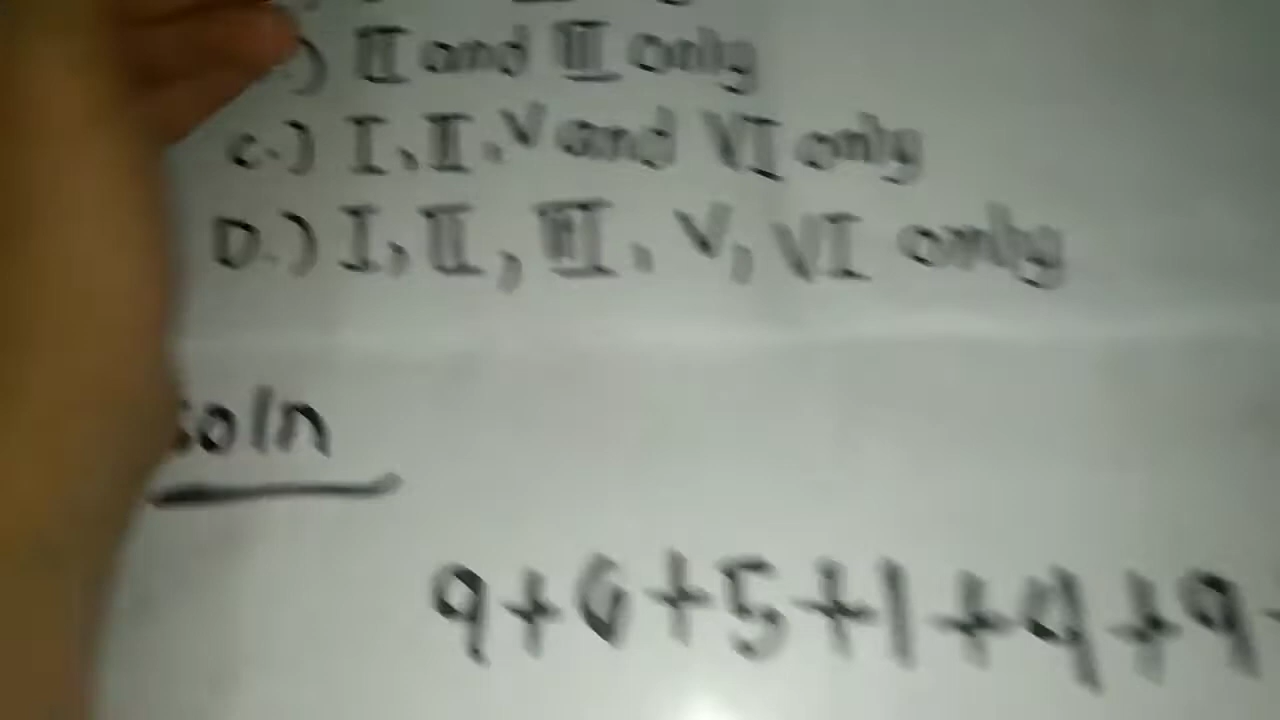 ) II and III only
C.) I, II, V and VI only
D.) I, II, III, V, VI only
soln
9+6+5+1+4+9